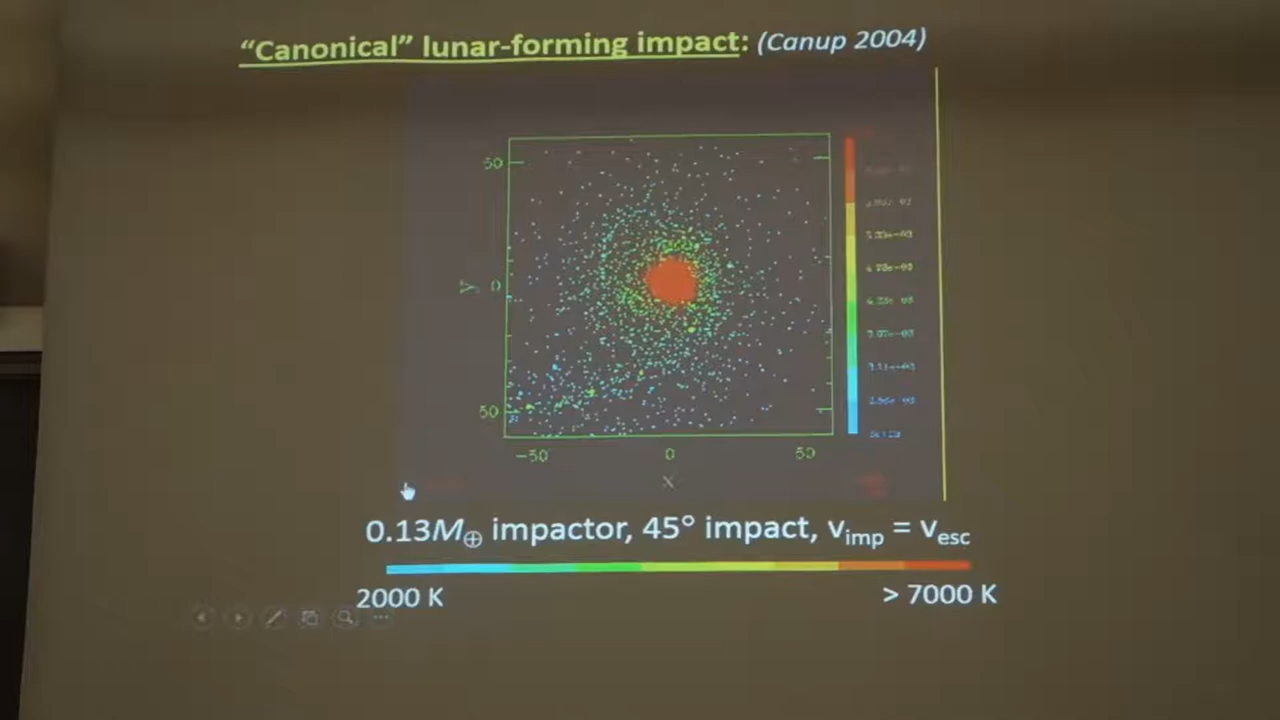 “Canonical” lunar-forming impact: (Canup 2004)
50
y 0
50
−50 0 50
x
0.13M⊕ impactor, 45° impact, vimp = vesc
2000 K > 7000 K